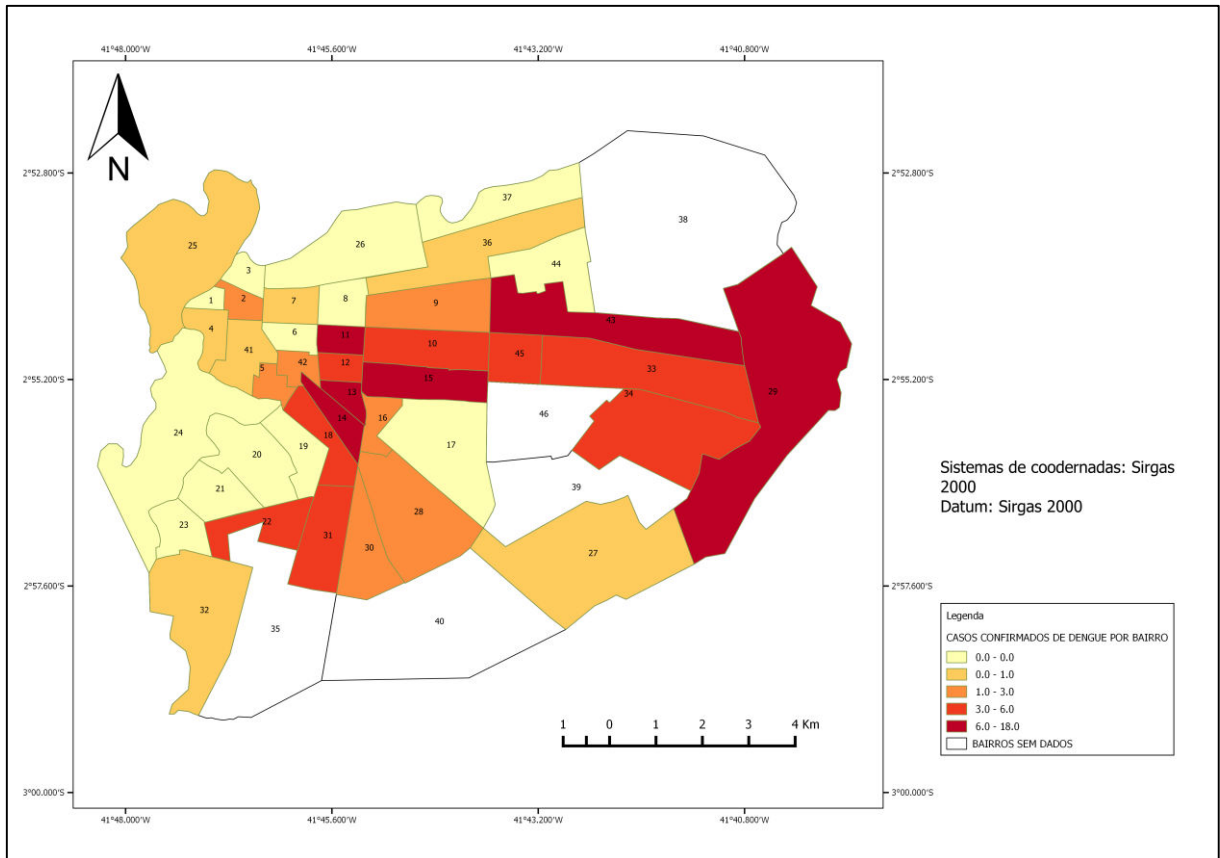 41°48.000'W 41°45.600'W 41°43.200'W 41°40.800'W
N
2°52.800'S 2°52.800'S
37
38
25
26
36
3
44
1
2
7
8
9
4
43
6
11
41
10
45
42
12
33
5
15
29
13
34
14
16
46
18
24
19
17
20
21
39
28
22
23
31
30
27
Sistemas de coodernadas: Sirgas
2000
Datum: Sirgas 2000
2°55.200'S 2°55.200'S
2°57.600'S 2°57.600'S
32
35
40
Legenda
CASOS CONFIRMADOS DE DENGUE POR BAIRRO
0.0 - 0.0
0.0 - 1.0
1.0 - 3.0
3.0 - 6.0
6.0 - 18.0
BAIRROS SEM DADOS
1 0 1 2 3 4 Km
3°00.000'S 3°00.000'S
41°48.000'W 41°45.600'W 41°43.200'W 41°40.800'W